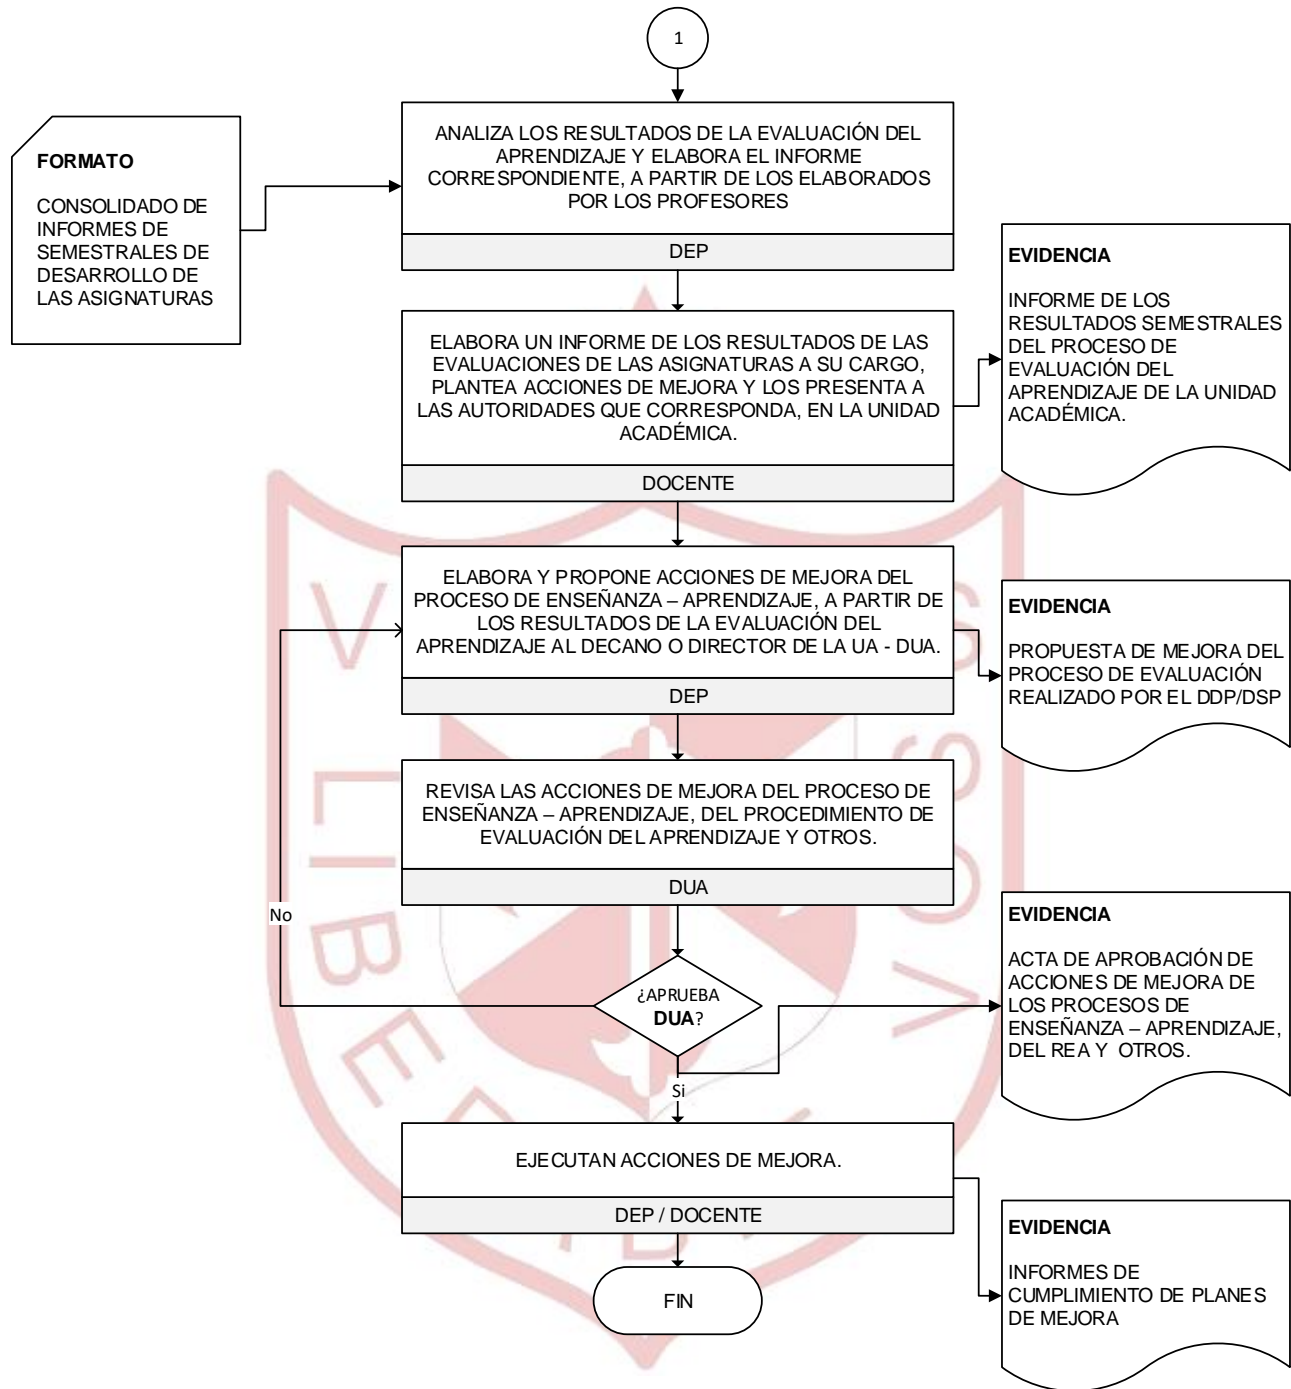 1
FORMATO
CONSOLIDADO DE
INFORMES DE
SEMESTRALES DE
DESARROLLO DE
LAS ASIGNATURAS
ANALIZA LOS RESULTADOS DE LA EVALUACIÓN DEL
APRENDIZAJE Y ELABORA EL INFORME
CORRESPONDIENTE, A PARTIR DE LOS ELABORADOS
POR LOS PROFESORES
DEP
ELABORA UN INFORME DE LOS RESULTADOS DE LAS
EVALUACIONES DE LAS ASIGNATURAS A SU CARGO,
PLANTEA ACCIONES DE MEJORA Y LOS PRESENTA A
LAS AUTORIDADES QUE CORRESPONDA, EN LA UNIDAD
ACADÉMICA.
DOCENTE
EVIDENCIA
INFORME DE LOS
RESULTADOS SEMESTRALES
DEL PROCESO DE
EVALUACIÓN DEL
APRENDIZAJE DE LA UNIDAD
ACADÉMICA.
ELABORA Y PROPONE ACCIONES DE MEJORA DEL
PROCESO DE ENSEÑANZA – APRENDIZAJE, A PARTIR DE
LOS RESULTADOS DE LA EVALUACIÓN DEL
APRENDIZAJE AL DECANO O DIRECTOR DE LA UA - DUA.
DEP
EVIDENCIA
PROPUESTA DE MEJORA DEL
PROCESO DE EVALUACIÓN
REALIZADO POR EL DDP/DSP
REVISA LAS ACCIONES DE MEJORA DEL PROCESO DE
ENSEÑANZA – APRENDIZAJE, DEL PROCEDIMIENTO DE
EVALUACIÓN DEL APRENDIZAJE Y OTROS.
DUA
No
¿APRUEBA
DUA?
Si
EVIDENCIA
ACTA DE APROBACIÓN DE
ACCIONES DE MEJORA DE
LOS PROCESOS DE
ENSEÑANZA – APRENDIZAJE,
DEL REA Y OTROS.
EJECUTAN ACCIONES DE MEJORA.
DEP / DOCENTE
EVIDENCIA
INFORMES DE
CUMPLIMIENTO DE PLANES
DE MEJORA
FIN